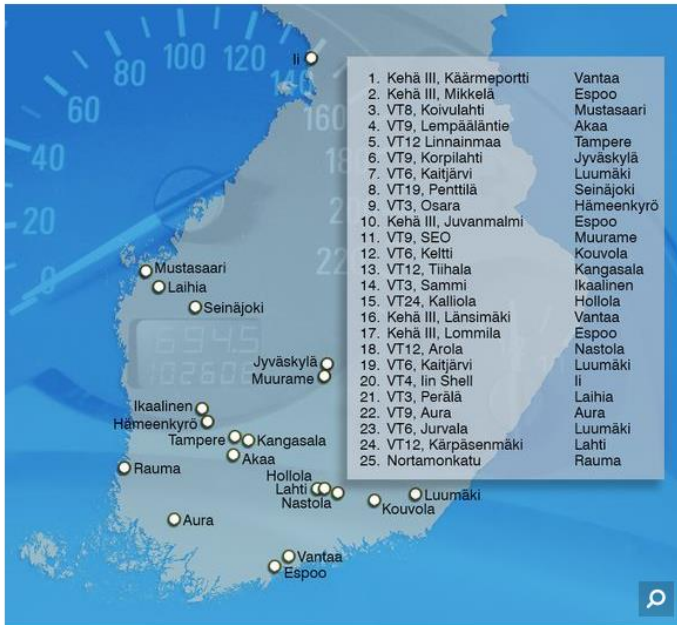 120
100
140
80
160
60
180
40
200
20
220
0
694.5
102606
Ii
1. Kehä III, Käärmeportti Vantaa
2. Kehä III, Mikkelä Espoo
3. VT8, Koivulahti Mustasaari
4. VT9, Lempääläntie Akaa
5. VT12 Linnainmaa Tampere
6. VT9, Korpilahti Jyväskylä
7. VT6, Kaitjärvi Luumäki
8. VT19, Penttilä Seinäjoki
9. VT3, Osara Hämeenkyrö
10. Kehä III, Juvanmalmi Espoo
11. VT9, SEO Muurame
12. VT6, Keltti Kouvola
13. VT12, Tiihala Kangasala
14. VT3, Sammi Ikaalinen
15. VT24, Kalliola Hollola
16. Kehä III, Länsimäki Vantaa
17. Kehä III, Lommila Espoo
18. VT12, Arola Nastola
19. VT6, Kaitjärvi Luumäki
20. VT4, Iin Shell Ii
21. VT3, Perälä Laihia
22. VT9, Aura Aura
23. VT6, Jurvala Luumäki
24. VT12, Kärpäsenmäki Lahti
25. Nortamonkatu Rauma
Mustasaari
Laihia
Seinäjoki
Jyväskylä
Muurame
Ikaalinen
Hämeenkyrö
Tampere
Kangasala
Akaa
Rauma
Hollola
Lahti
Nastola
Luumäki
Kouvola
Aura
Vantaa
Espoo